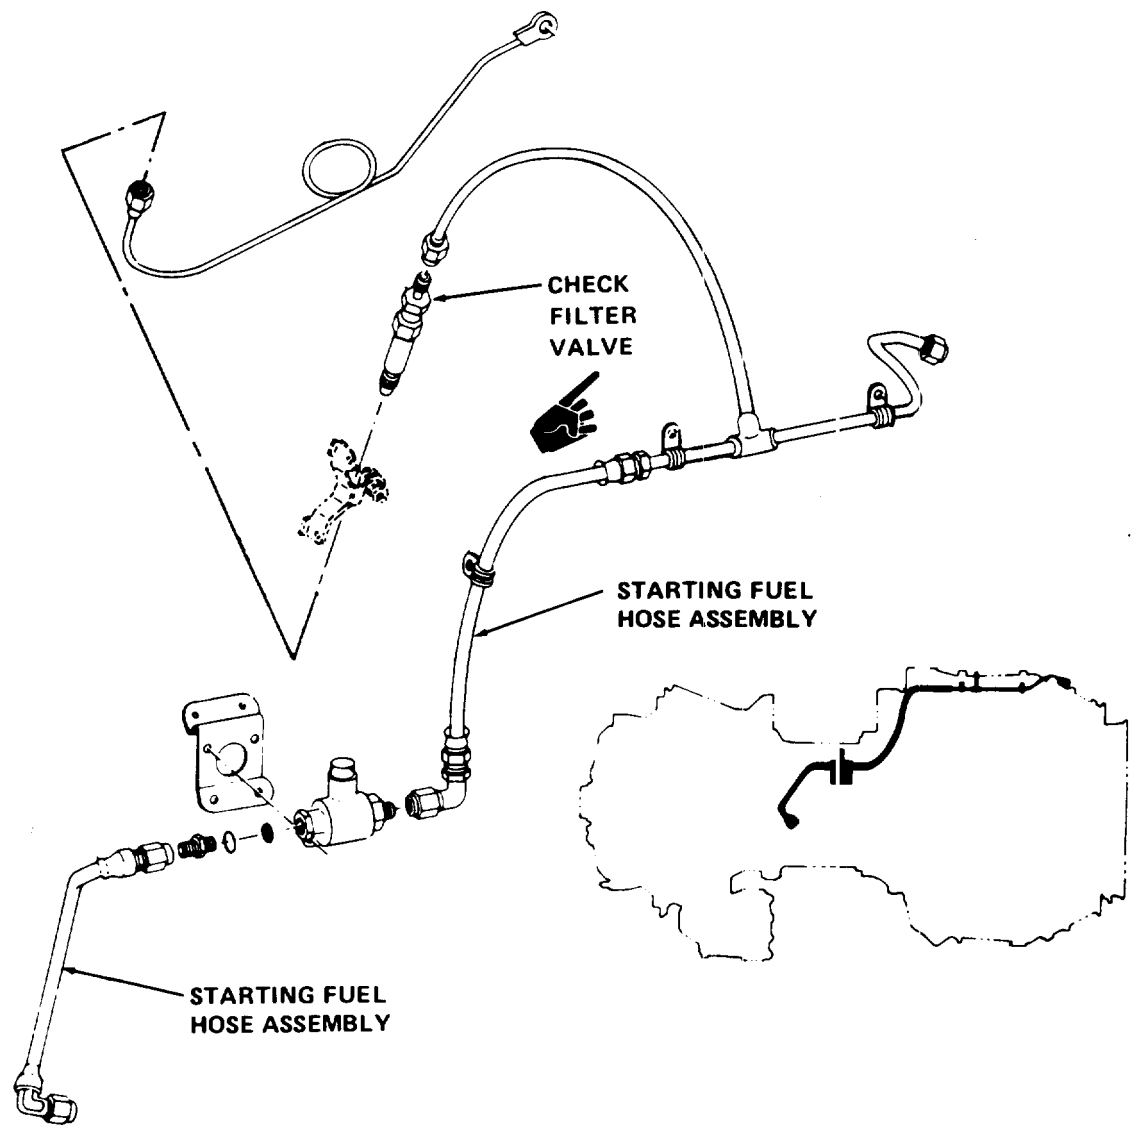 CHECK
FILTER
VALVE
STARTING FUEL
HOSE ASSEMBLY
STARTING FUEL
HOSE ASSEMBLY